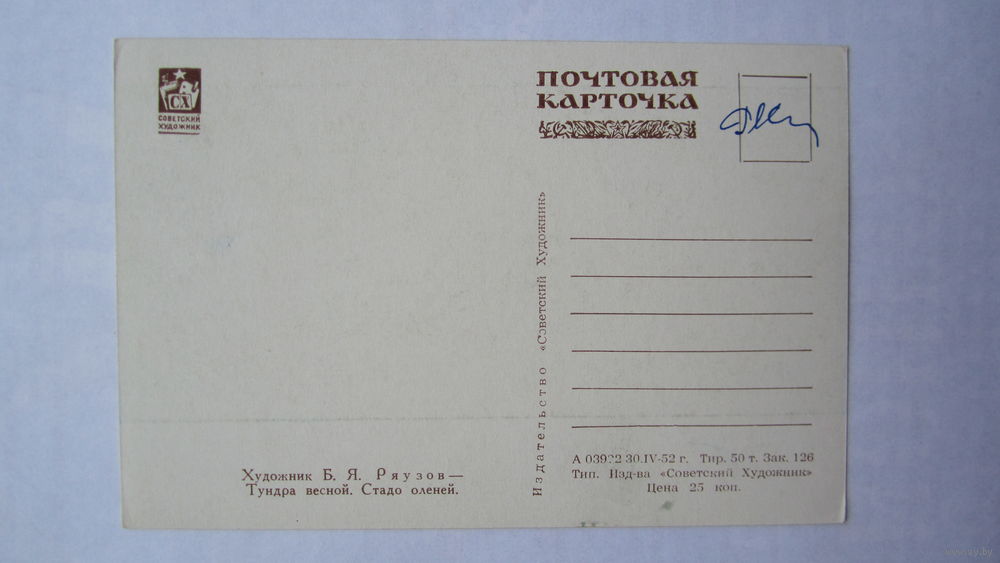 СХ
СОВЕТСКИЙ
ХУДОЖНИК
ПОЧТОВАЯ
КАРТОЧКА
Издательство «Советский Художник»
Художник Б. Я. Ряузов —
Тундра весной. Стадо оленей.
А 03922 30.IV-52 г. Тир. 50 т. Зак. 126
Тип. Изд-ва «Советский Художник»
Цена 25 коп.